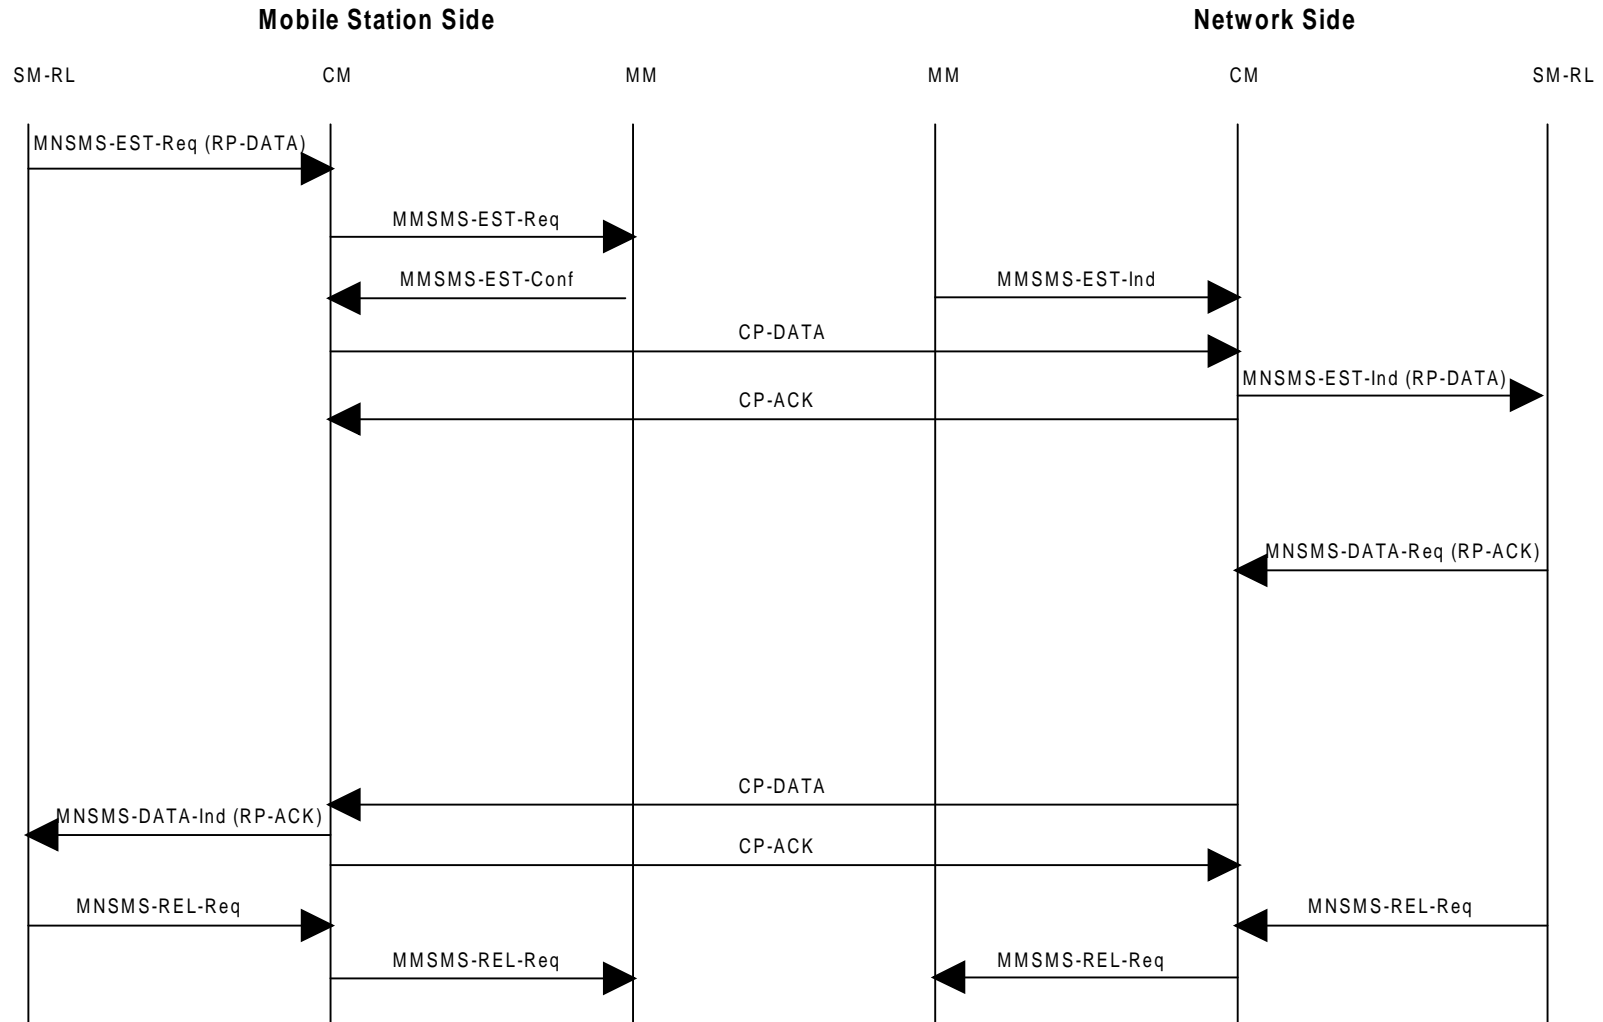 Mobile Station Side
Network Side
SM-RL
CM
MM
MM
CM
SM-RL
MNSMS-EST-Req (RP-DATA)
MMSMS-EST-Req
MMSMS-EST-Conf
MMSMS-EST-Ind
CP-DATA
MNSMS-EST-Ind (RP-DATA)
CP-ACK
MNSMS-DATA-Req (RP-ACK)
CP-DATA
MNSMS-DATA-Ind (RP-ACK)
CP-ACK
MNSMS-REL-Req
MNSMS-REL-Req
MMSMS-REL-Req
MMSMS-REL-Req